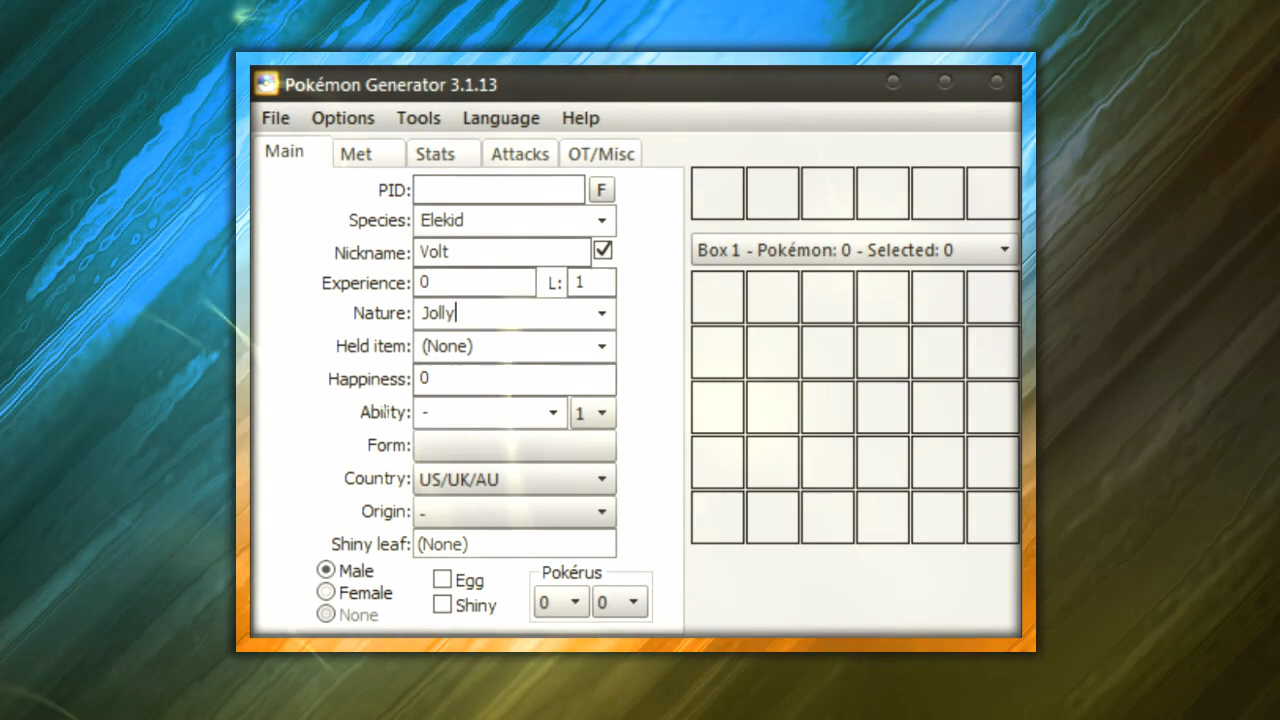 Pokémon Generator 3.1.13
File Options Tools Language Help
Main Met Stats Attacks OT/Misc
PID: F
Species: Elekid
Nickname: Volt
Experience: 0 L: 1
Nature: Jolly
Held item: (None)
Happiness: 0
Ability: - 1
Form:
Country: US/UK/AU
Origin: -
Shiny leaf: (None)
Male
Female
None
Egg
Shiny
Pokérus
0 0
Box 1 - Pokémon: 0 - Selected: 0